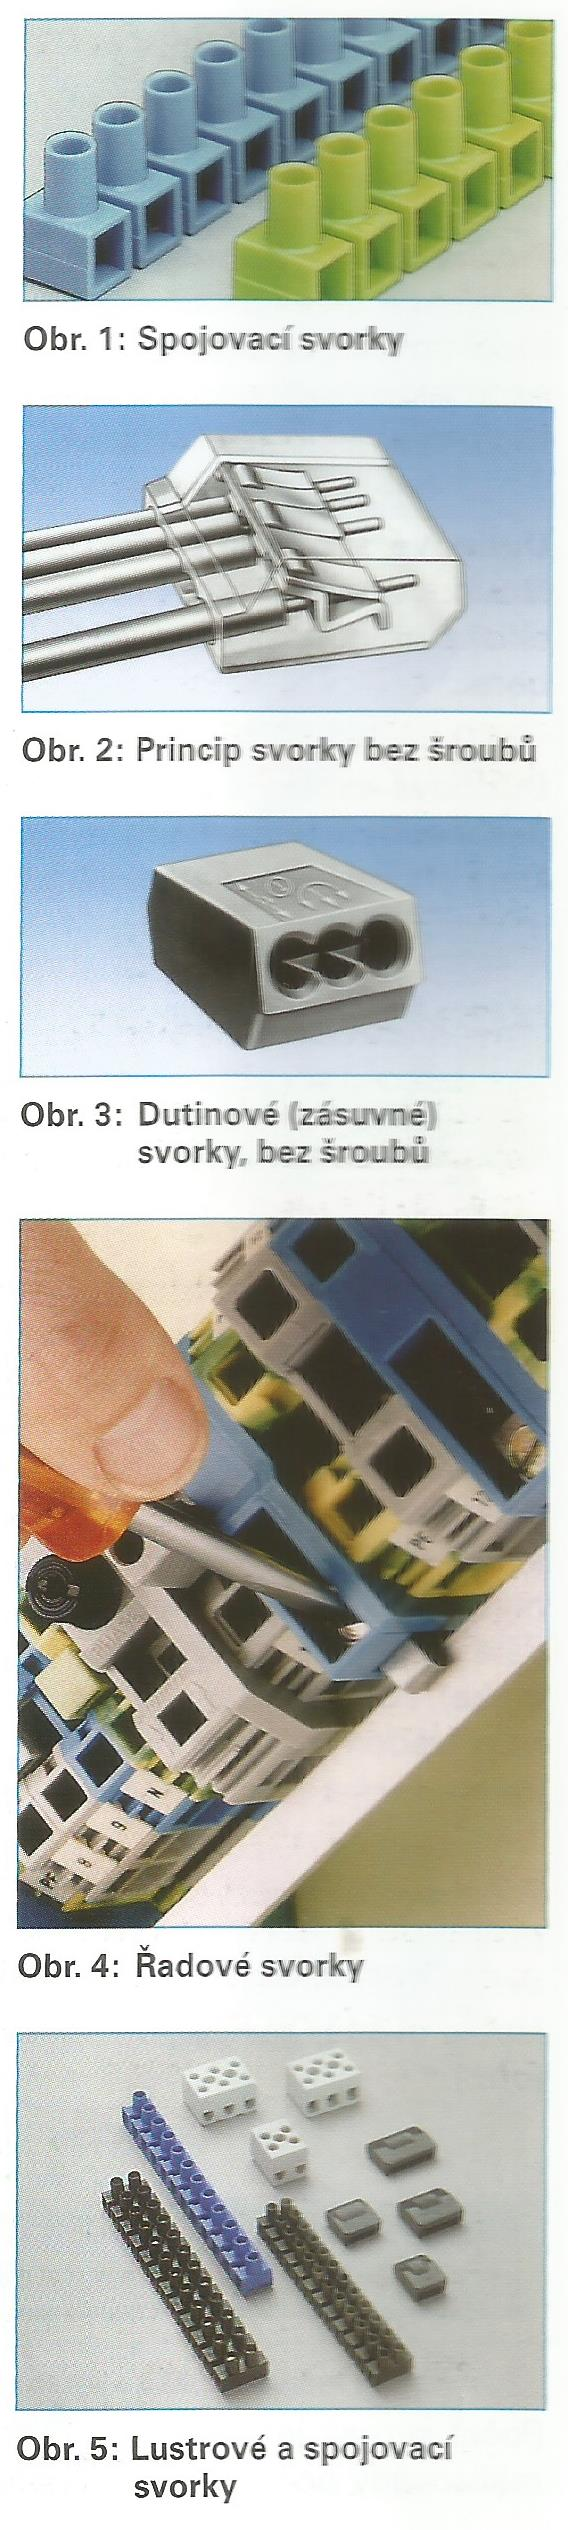 Obr. 1: Spojovací svorky
Obr. 2: Princip svorky bez šroubů
Obr. 3: Dutinové (zásuvné)
svorky, bez šroubů
Obr. 4: Řadové svorky
Obr. 5: Lustrové a spojovací
svorky